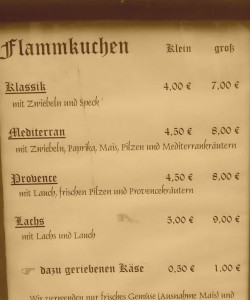 Flammkuchen Klein groß
Klassik 4,00 € 7,00 €
mit Zwiebeln und Speck
Mediterran 4,50 € 8,00 €
mit Zwiebeln, Paprika, Mais, Pilzen und Mediterrankräutern
Provence 4,50 € 8,00 €
mit Lauch, frischen Pilzen und Provencekräutern
Lachs 5,00 € 9,00 €
mit Lachs und Lauch
dazu geriebenen Käse 0,50 € 1,00 €
Wir verwenden nur frisches Gemüse (Ausnahme Mais) und